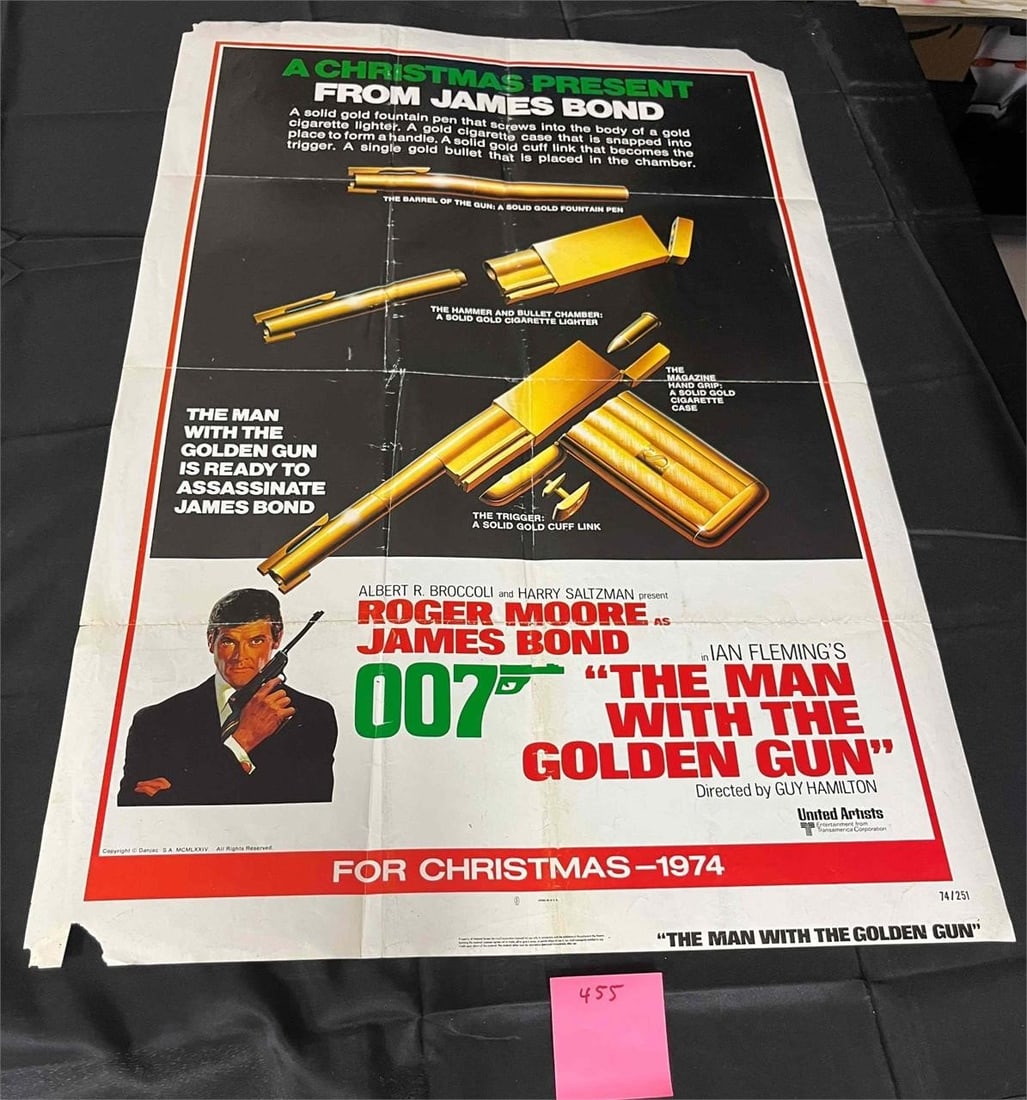 A CHRISTMAS PRESENT
FROM JAMES BOND
A solid gold fountain pen that screws into the body of a gold
cigarette lighter. A gold cigarette case that is snapped into
place to form a handle. A solid gold cuff link that becomes the
trigger. A single gold bullet that is placed in the chamber.
THE BARREL OF THE GUN: A SOLID GOLD FOUNTAIN PEN
THE HAMMER AND BULLET CHAMBER:
A SOLID GOLD CIGARETTE LIGHTER
THE
MAGAZINE
HAND GRIP:
A SOLID GOLD
CIGARETTE
CASE
THE MAN
WITH THE
GOLDEN GUN
IS READY TO
ASSASSINATE
JAMES BOND
THE TRIGGER:
A SOLID GOLD CUFF LINK
ALBERT R. BROCCOLI and HARRY SALTZMAN present
ROGER MOORE AS
JAMES BOND
007
in IAN FLEMING'S
"THE MAN
WITH THE
GOLDEN GUN"
Directed by GUY HAMILTON
United Artists
Entertainment from
Transamerica Corporation
Copyright © Danjaq S.A. MCMLXXIV. All Rights Reserved.
FOR CHRISTMAS—1974
74/251
"THE MAN WITH THE GOLDEN GUN"
455